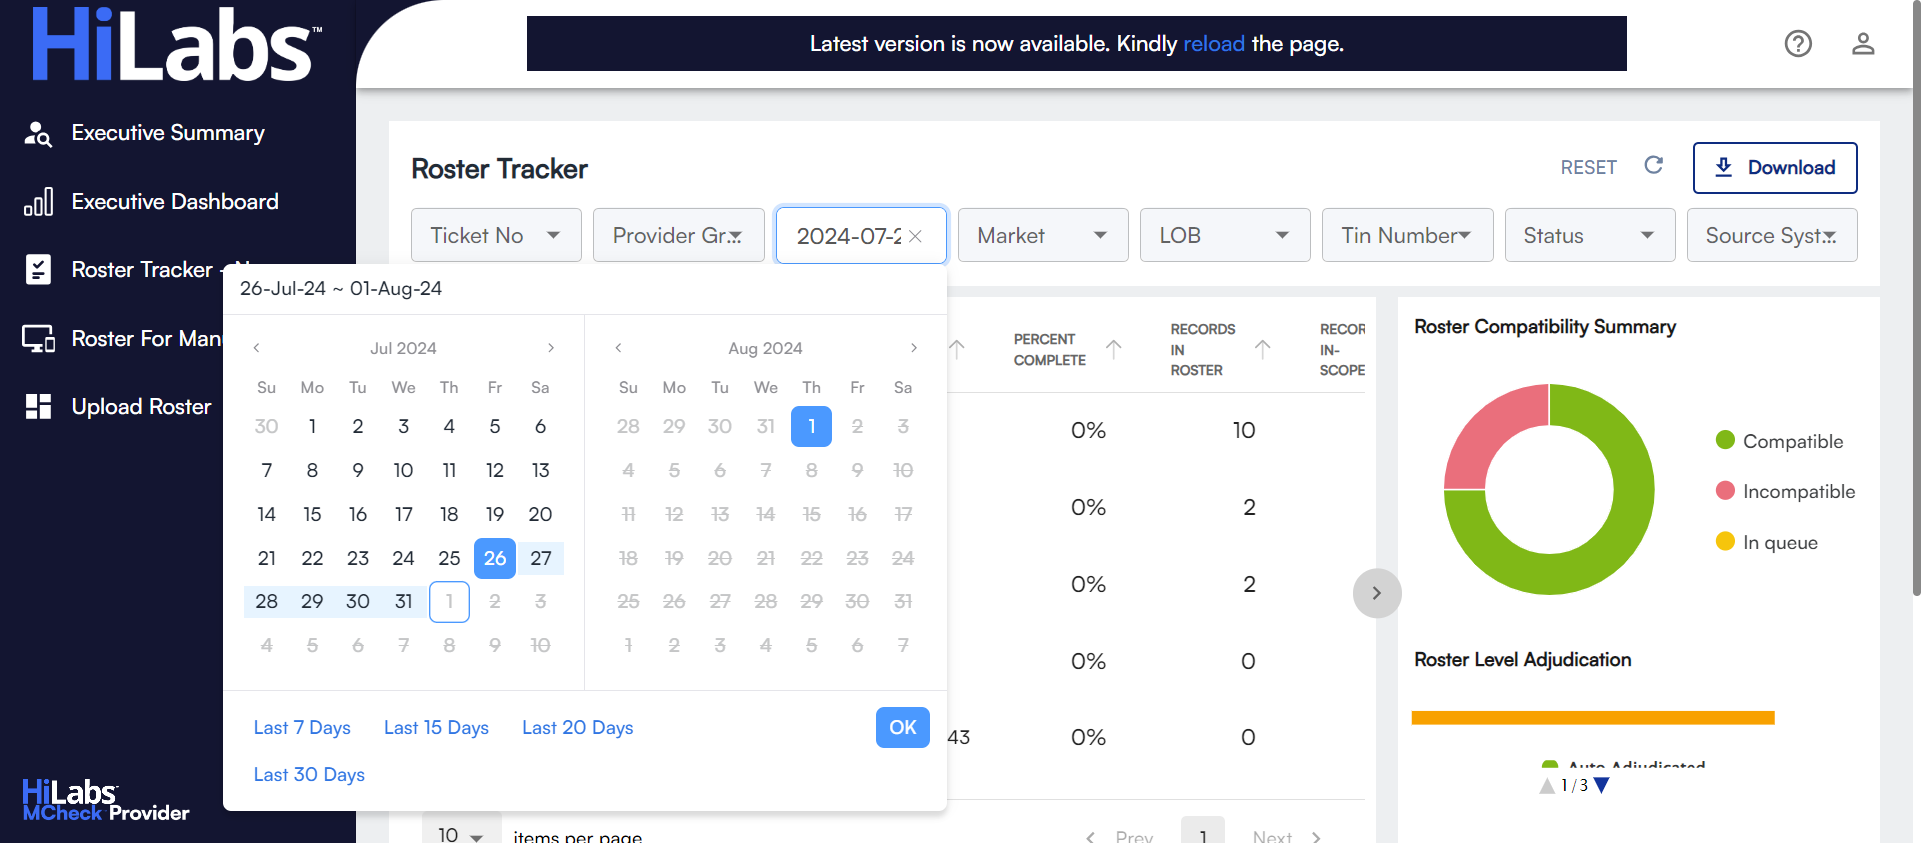 HiLabs™
Latest version is now available. Kindly reload the page.
Executive Summary
Executive Dashboard
Roster Tracker -
Roster For Man
Upload Roster
HiLabs™
MCheck Provider
Roster Tracker
RESET
Download
Ticket No
Provider Gr...
2024-07-2
Market
LOB
Tin Number
Status
Source Syst...
26-Jul-24 ~ 01-Aug-24
Jul 2024
Su Mo Tu We Th Fr Sa
30 1 2 3 4 5 6
7 8 9 10 11 12 13
14 15 16 17 18 19 20
21 22 23 24 25 26 27
28 29 30 31 1 2 3
4 5 6 7 8 9 10
Aug 2024
Su Mo Tu We Th Fr Sa
28 29 30 31 1 2 3
4 5 6 7 8 9 10
11 12 13 14 15 16 17
18 19 20 21 22 23 24
25 26 27 28 29 30 31
1 2 3 4 5 6 7
Last 7 Days
Last 15 Days
Last 20 Days
Last 30 Days
OK
PERCENT
COMPLETE
RECORDS
IN
ROSTER
RECOR
IN-
SCOPE
0% 10
0% 2
0% 2
0% 0
43 0% 0
10
items per page
Prev
1
Next
Roster Compatibility Summary
Compatible
Incompatible
In queue
Roster Level Adjudication
Auto Adjudicated
1/3